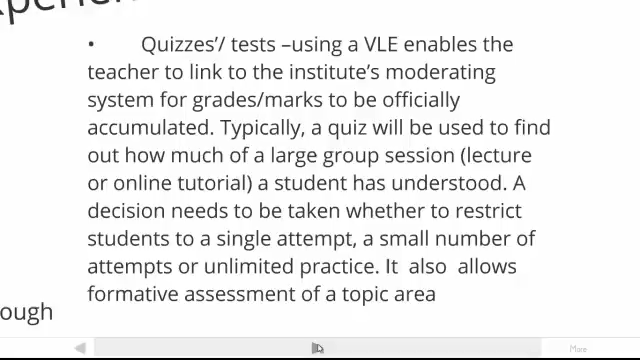 • Quizzes’/ tests –using a VLE enables the
teacher to link to the institute’s moderating
system for grades/marks to be officially
accumulated. Typically, a quiz will be used to find
out how much of a large group session (lecture
or online tutorial) a student has understood. A
decision needs to be taken whether to restrict
students to a single attempt, a small number of
attempts or unlimited practice. It  also  allows
formative assessment of a topic area
ough
More